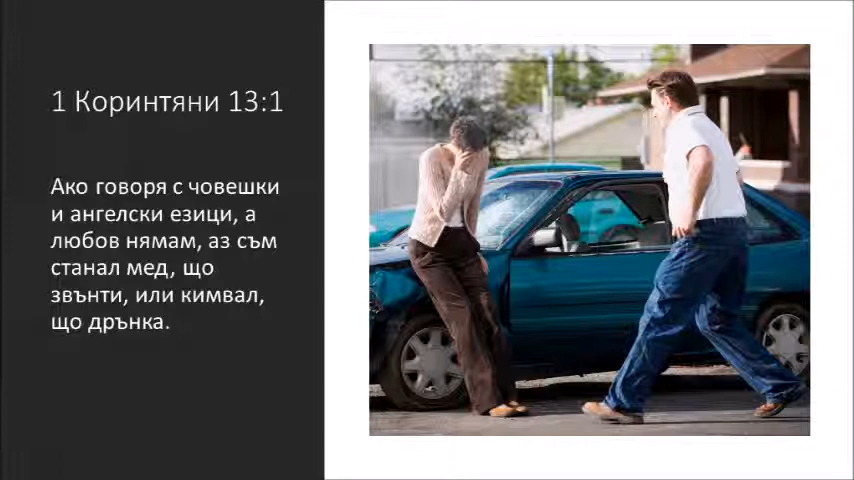 1 Коринтяни 13:1
Ако говоря с човешки
и ангелски езици, а
любов нямам, аз съм
станал мед, що
звънти, или кимвал,
що дрънка.